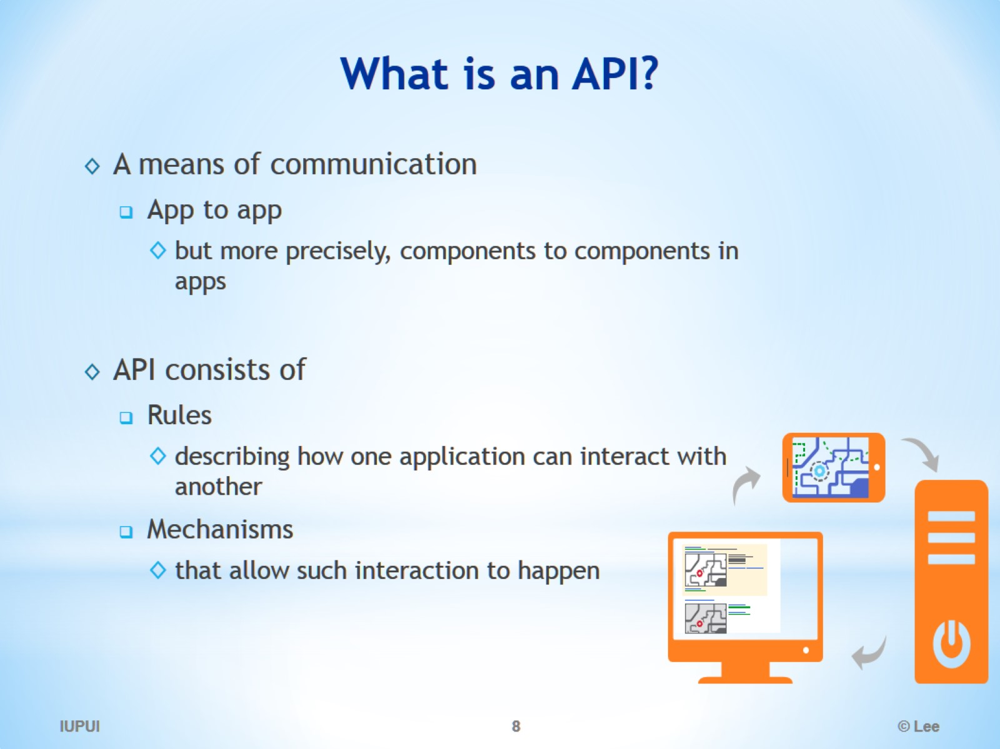 What is an API?
A means of communication
App to app
but more precisely, components to components in
apps
API consists of
Rules
describing how one application can interact with
another
Mechanisms
that allow such interaction to happen
IUPUI
8
© Lee